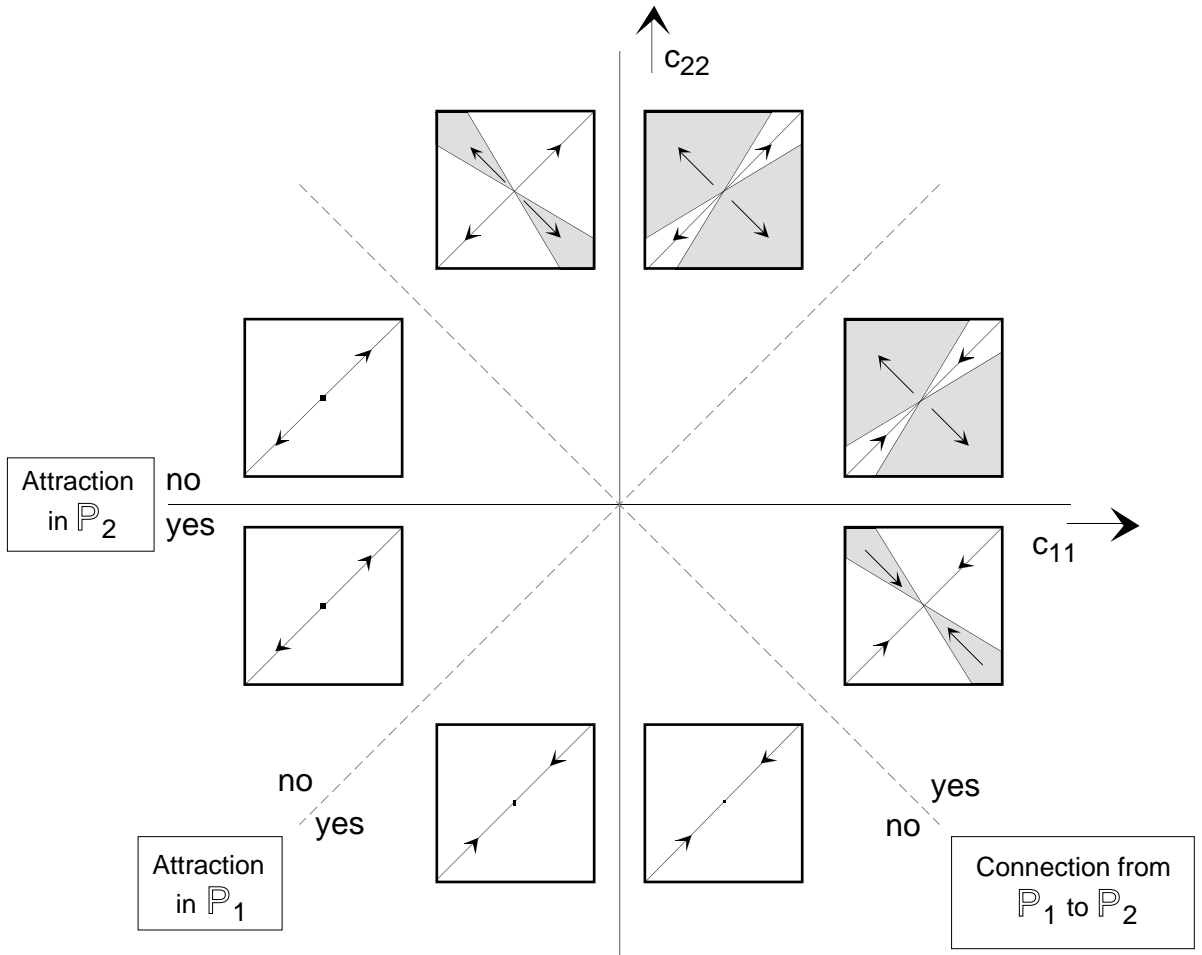 c22
Attraction
in ℙ2
no
yes
c11
no
yes
Attraction
in ℙ1
yes
no
Connection from
ℙ1 to ℙ2